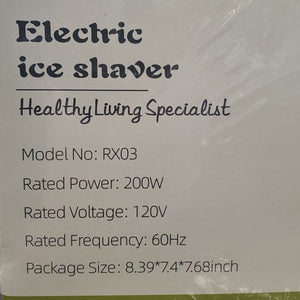 Electric
ice shaver
Healthy Living Specialist
Model No: RX03
Rated Power: 200W
Rated Voltage: 120V
Rated Frequency: 60Hz
Package Size: 8.39*7.4*7.68inch